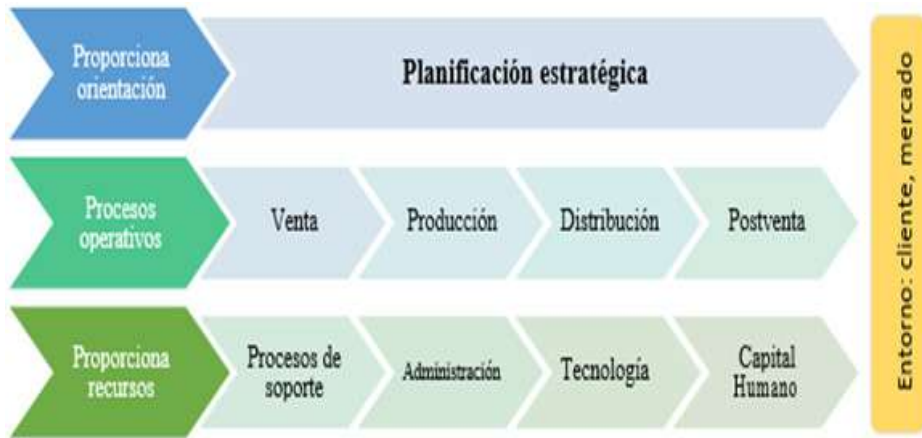 Proporciona
orientación
Planificación estratégica
Procesos
operativos
Venta
Producción
Distribución
Postventa
Proporciona
recursos
Procesos de
soporte
Administración
Tecnología
Capital
Humano
Entorno: cliente, mercado